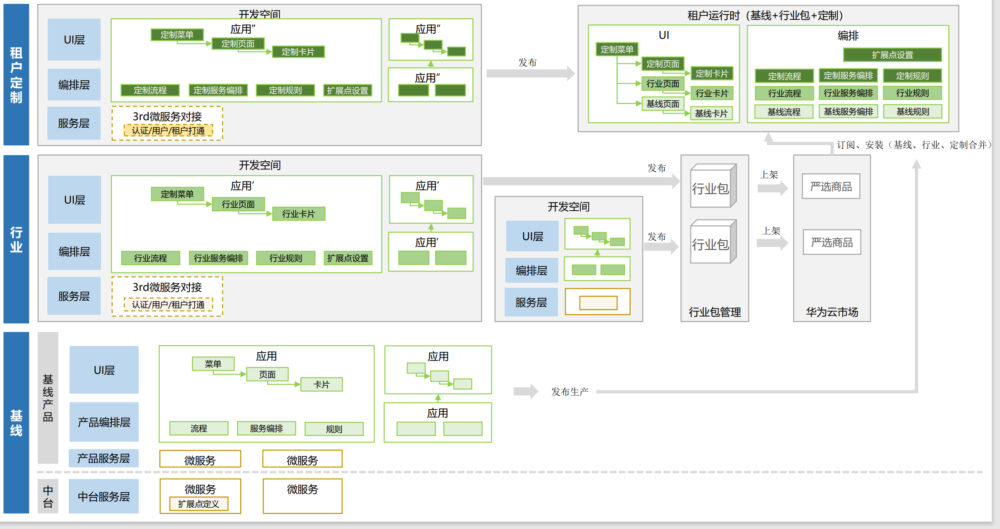 租户定制
开发空间
UI层
应用″
定制菜单
定制页面
定制卡片
应用″
编排层
定制流程
定制服务编排
定制规则
扩展点设置
应用″
服务层
3rd微服务对接
认证/用户/租户打通
发布
租户运行时（基线+行业包+定制）
UI
定制菜单
定制页面
定制卡片
行业页面
行业卡片
基线页面
基线卡片
编排
扩展点设置
定制流程
定制服务编排
定制规则
行业流程
行业服务编排
行业规则
基线流程
基线服务编排
基线规则
订阅、安装（基线、行业、定制合并）
行业
开发空间
UI层
应用′
定制菜单
行业页面
行业卡片
应用′
编排层
行业流程
行业服务编排
行业规则
扩展点设置
应用′
服务层
3rd微服务对接
认证/用户/租户打通
发布
开发空间
UI层
编排层
服务层
发布
行业包
行业包
行业包管理
上架
上架
严选商品
严选商品
华为云市场
基线
基线产品
UI层
应用
菜单
页面
卡片
应用
产品编排层
流程
服务编排
规则
应用
发布生产
产品服务层
微服务
微服务
中台
中台服务层
微服务
扩展点定义
微服务